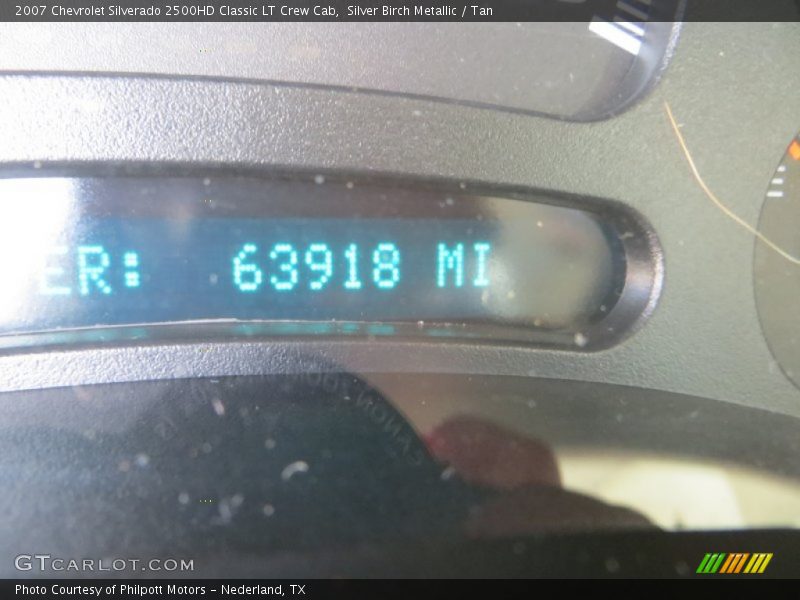 2007 Chevrolet Silverado 2500HD Classic LT Crew Cab,  Silver Birch Metallic / Tan
ER: 63918 MI
GTCARLOT.COM
Photo Courtesy of Philpott Motors – Nederland, TX